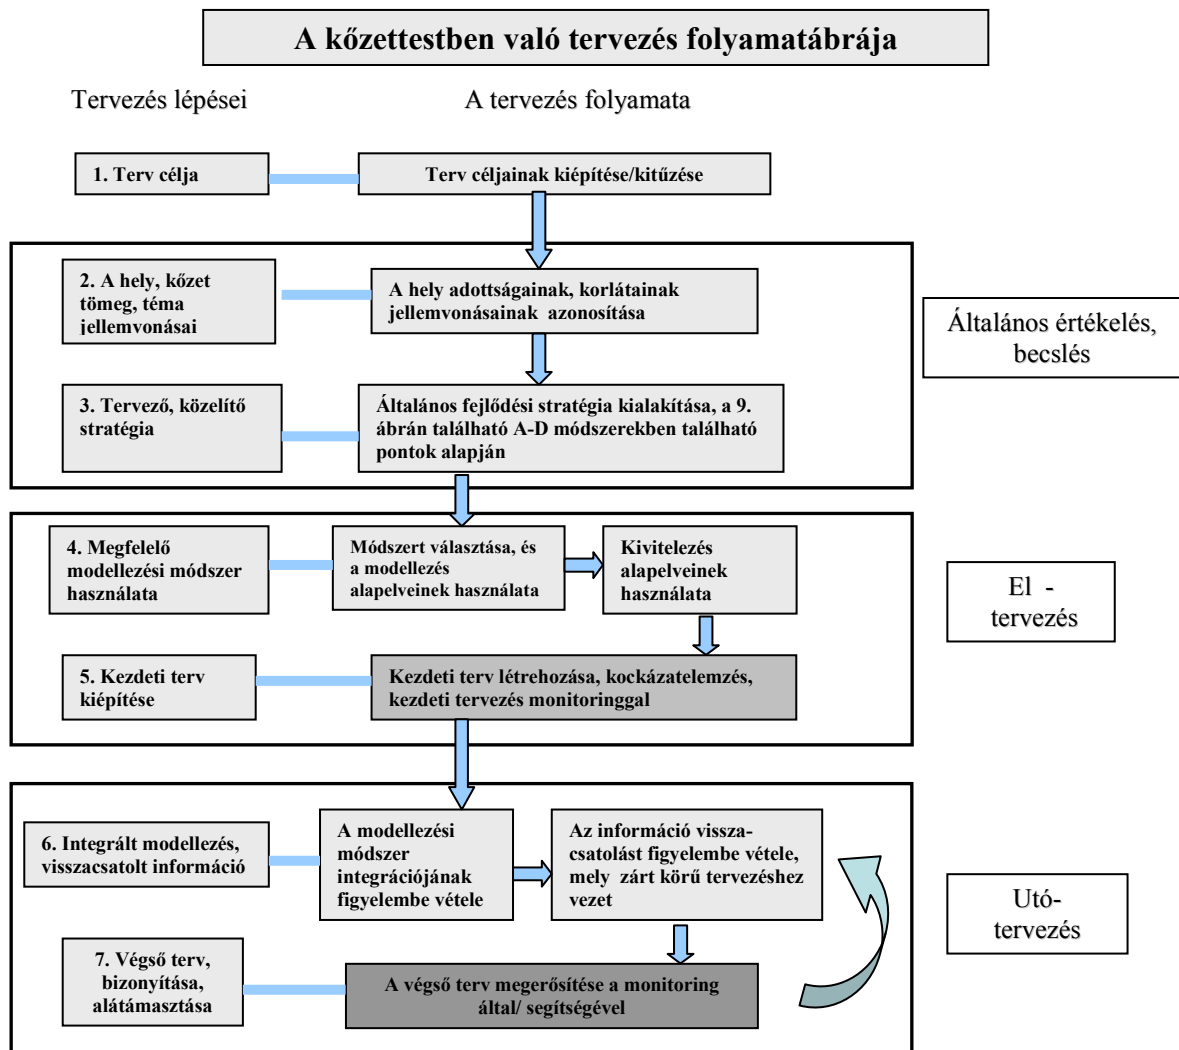 A kőzettestben való tervezés folyamatábrája
Tervezés lépései
A tervezés folyamata
1. Terv célja
Terv céljainak kiépítése/kitűzése
2. A hely, kőzet
tömeg, téma
jellemvonásai
A hely adottságainak, korlátainak
jellemvonásainak azonosítása
Általános értékelés,
becslés
3. Tervező, közelítő
stratégia
Általános fejlődési stratégia kialakítása, a 9.
ábrán található A-D módszerekben található
pontok alapján
4. Megfelelő
modellezési módszer
használata
Módszert választása, és
a modellezés
alapelveinek használata
Kivitelezés
alapelveinek
használata
El -
tervezés
5. Kezdeti terv
kiépítése
Kezdeti terv létrehozása, kockázatelemzés,
kezdeti tervezés monitoringgal
6. Integrált modellezés,
visszacsatolt információ
A modellezési
módszer
integrációjának
figyelembe vétele
Az információ vissza-
csatolást figyelembe vétele,
mely zárt körű tervezéshez
vezet
Utó-
tervezés
7. Végső terv,
bizonyítása,
alátámasztása
A végső terv megerősítése a monitoring
által/ segítségével